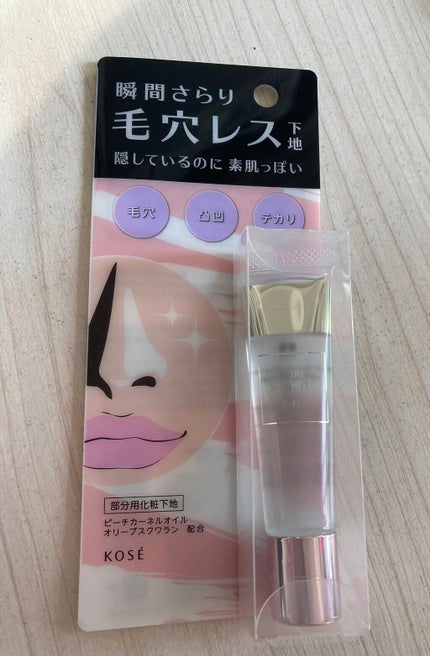 瞬間さらり
毛穴レス下地
隠しているのに 素肌っぽい
毛穴
凸凹
テカリ
部分用化粧下地
ピーチカーネルオイル
オリーブスクワラン 配合
KOSÉ